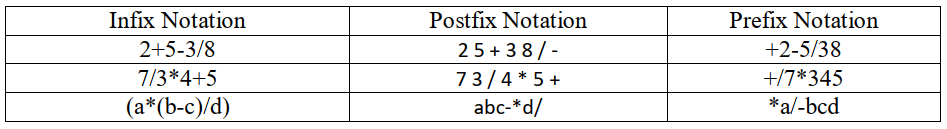 Infix Notation Postfix Notation Prefix Notation
2+5-3/8 2 5 + 3 8 / - +2-5/38
7/3*4+5 7 3 / 4 * 5 + +/7*345
(a*(b-c)/d) abc-*d/ *a/-bcd